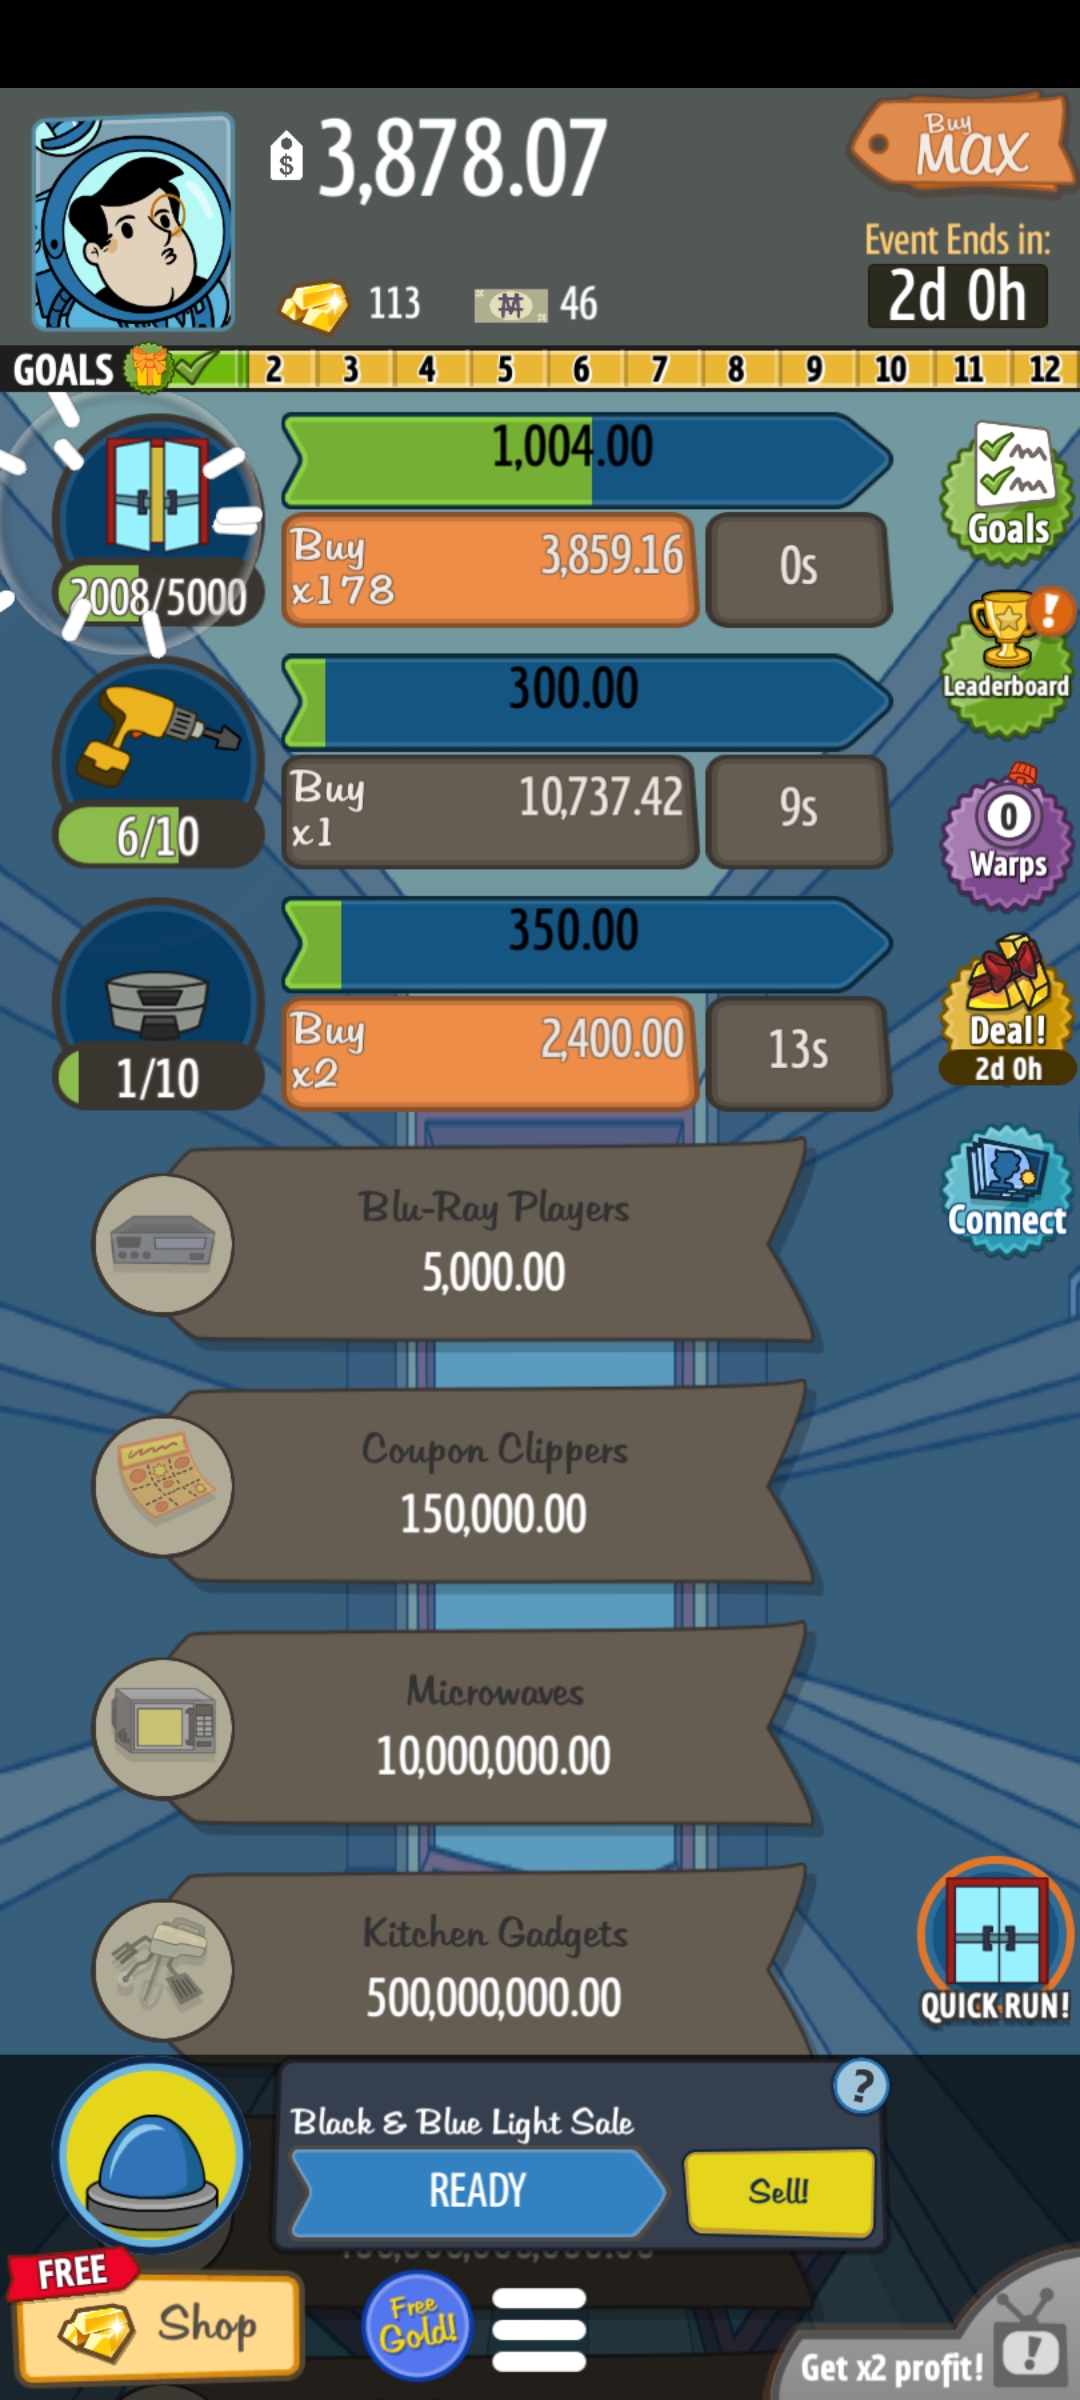 $ 3,878.07
Buy
MAX
Event Ends in:
2d 0h
113
46
GOALS 2 3 4 5 6 7 8 9 10 11 12
1,004.00
Buy
x178
3,859.16
0s
2008/5000
Goals
300.00
Buy
x1
10,737.42
9s
6/10
!
Leaderboard
0
Warps
350.00
Buy
x2
2,400.00
13s
1/10
Deal!
2d 0h
Connect
Blu-Ray Players
5,000.00
Coupon Clippers
150,000.00
Microwaves
10,000,000.00
Kitchen Gadgets
500,000,000.00
QUICK RUN!
?
Black & Blue Light Sale
READY
Sell!
FREE
Shop
Free
Gold!
Get x2 profit!
!